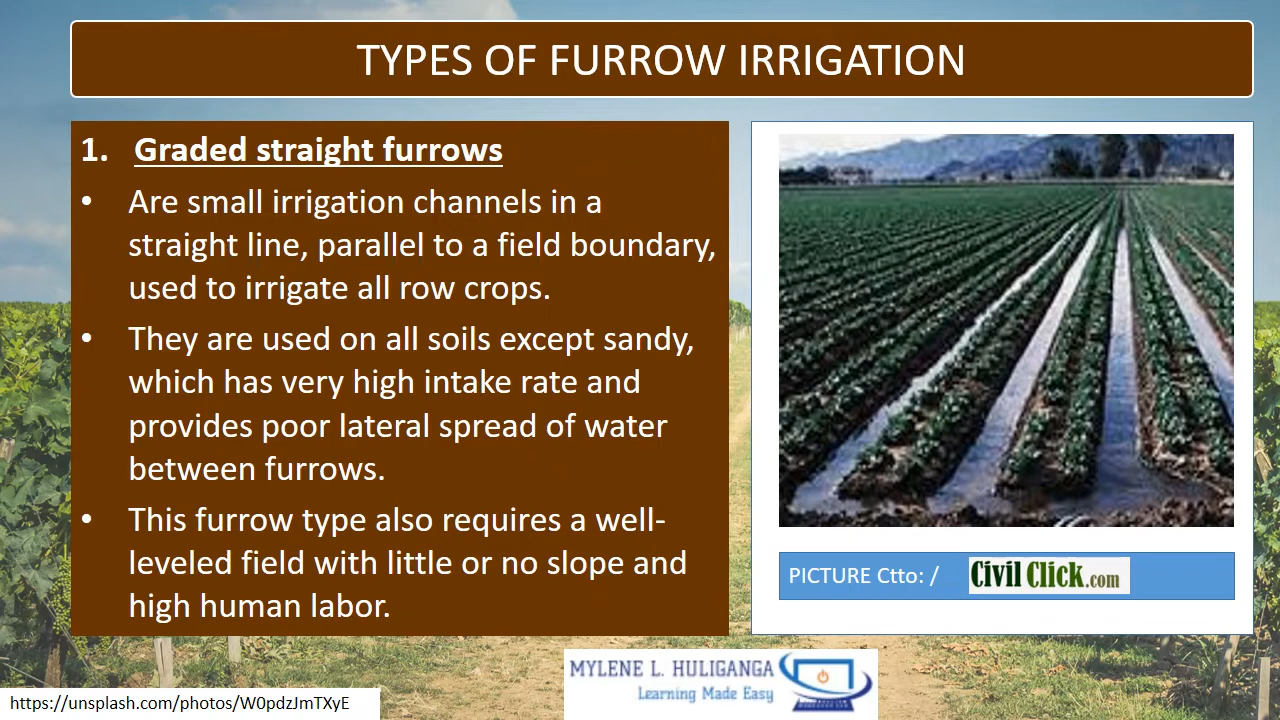 TYPES OF FURROW IRRIGATION
1. Graded straight furrows
• Are small irrigation channels in a
straight line, parallel to a field boundary,
used to irrigate all row crops.
• They are used on all soils except sandy,
which has very high intake rate and
provides poor lateral spread of water
between furrows.
• This furrow type also requires a well-
leveled field with little or no slope and
high human labor.
PICTURE Ctto: / Civil Click.com
MYLENE L. HULIGANGA
Learning Made Easy
https://unsplash.com/photos/W0pdzJmTXyE